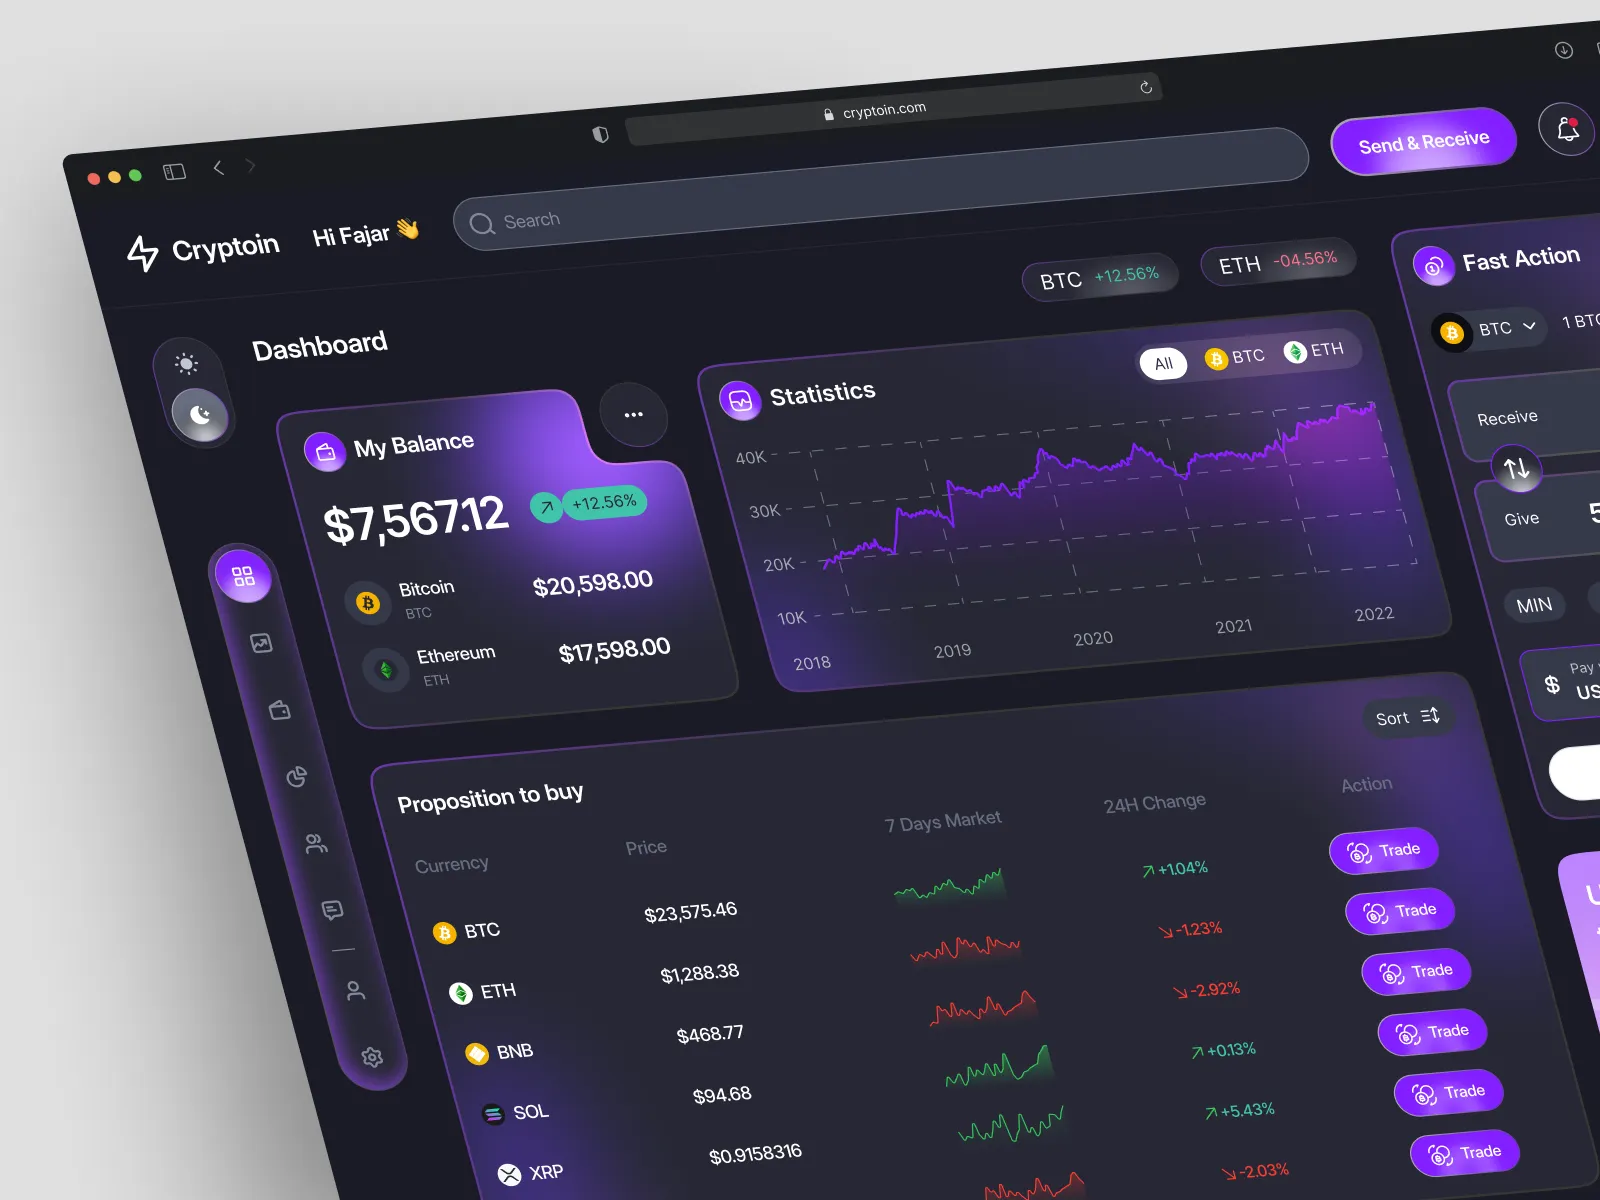 cryptoin.com
Cryptoin
Hi Fajar 👋
Search
Send & Receive
Dashboard
BTC +12.56%
ETH -04.56%
My Balance
$7,567.12
+12.56%
Bitcoin
BTC
$20,598.00
Ethereum
ETH
$17,598.00
Statistics
All
BTC
ETH
40K
30K
20K
10K
2018
2019
2020
2021
2022
Fast Action
BTC
1 BTC
Receive
Give
5
MIN
$
Pay
US
Proposition to buy
Sort
Currency
Price
7 Days Market
24H Change
Action
BTC
$23,575.46
+1.04%
Trade
ETH
$1,288.38
-1.23%
Trade
BNB
$468.77
-2.92%
Trade
SOL
$94.68
+0.13%
Trade
XRP
$0.9158316
+5.43%
Trade
-2.03%
Trade